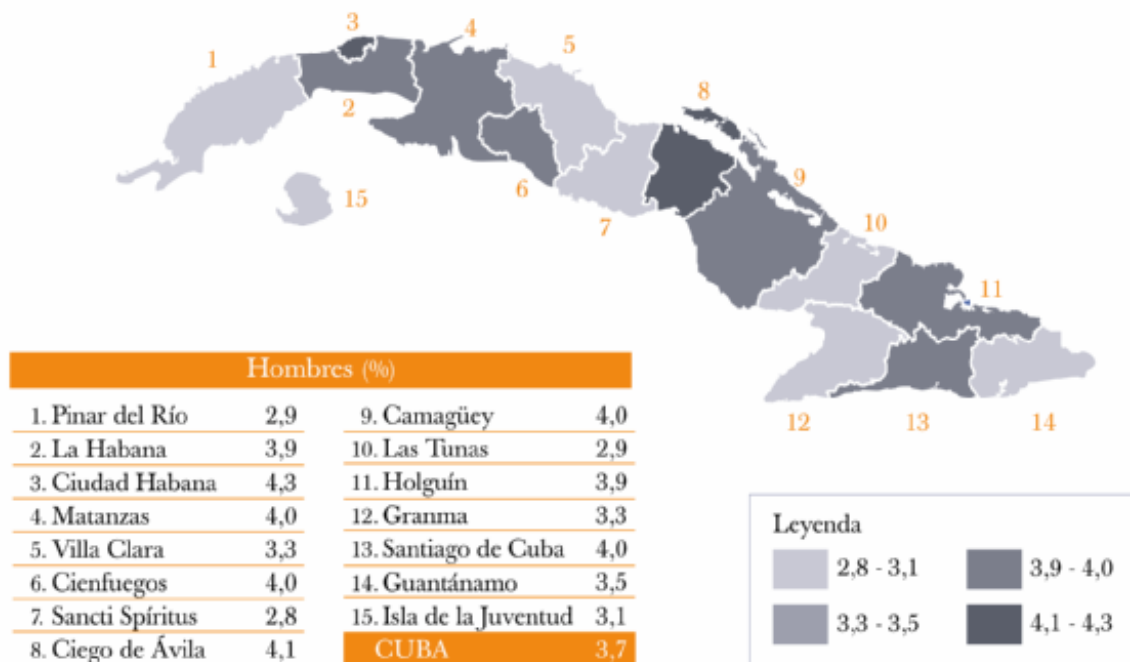 3
4
5
1
2
8
6
15
7
9
10
11
12
13
14
Hombres (%)
1. Pinar del Río 2,9
2. La Habana 3,9
3. Ciudad Habana 4,3
4. Matanzas 4,0
5. Villa Clara 3,3
6. Cienfuegos 4,0
7. Sancti Spíritus 2,8
8. Ciego de Ávila 4,1
9. Camagüey 4,0
10. Las Tunas 2,9
11. Holguín 3,9
12. Granma 3,3
13. Santiago de Cuba 4,0
14. Guantánamo 3,5
15. Isla de la Juventud 3,1
CUBA 3,7
Leyenda
2,8 - 3,1
3,3 - 3,5
3,9 - 4,0
4,1 - 4,3